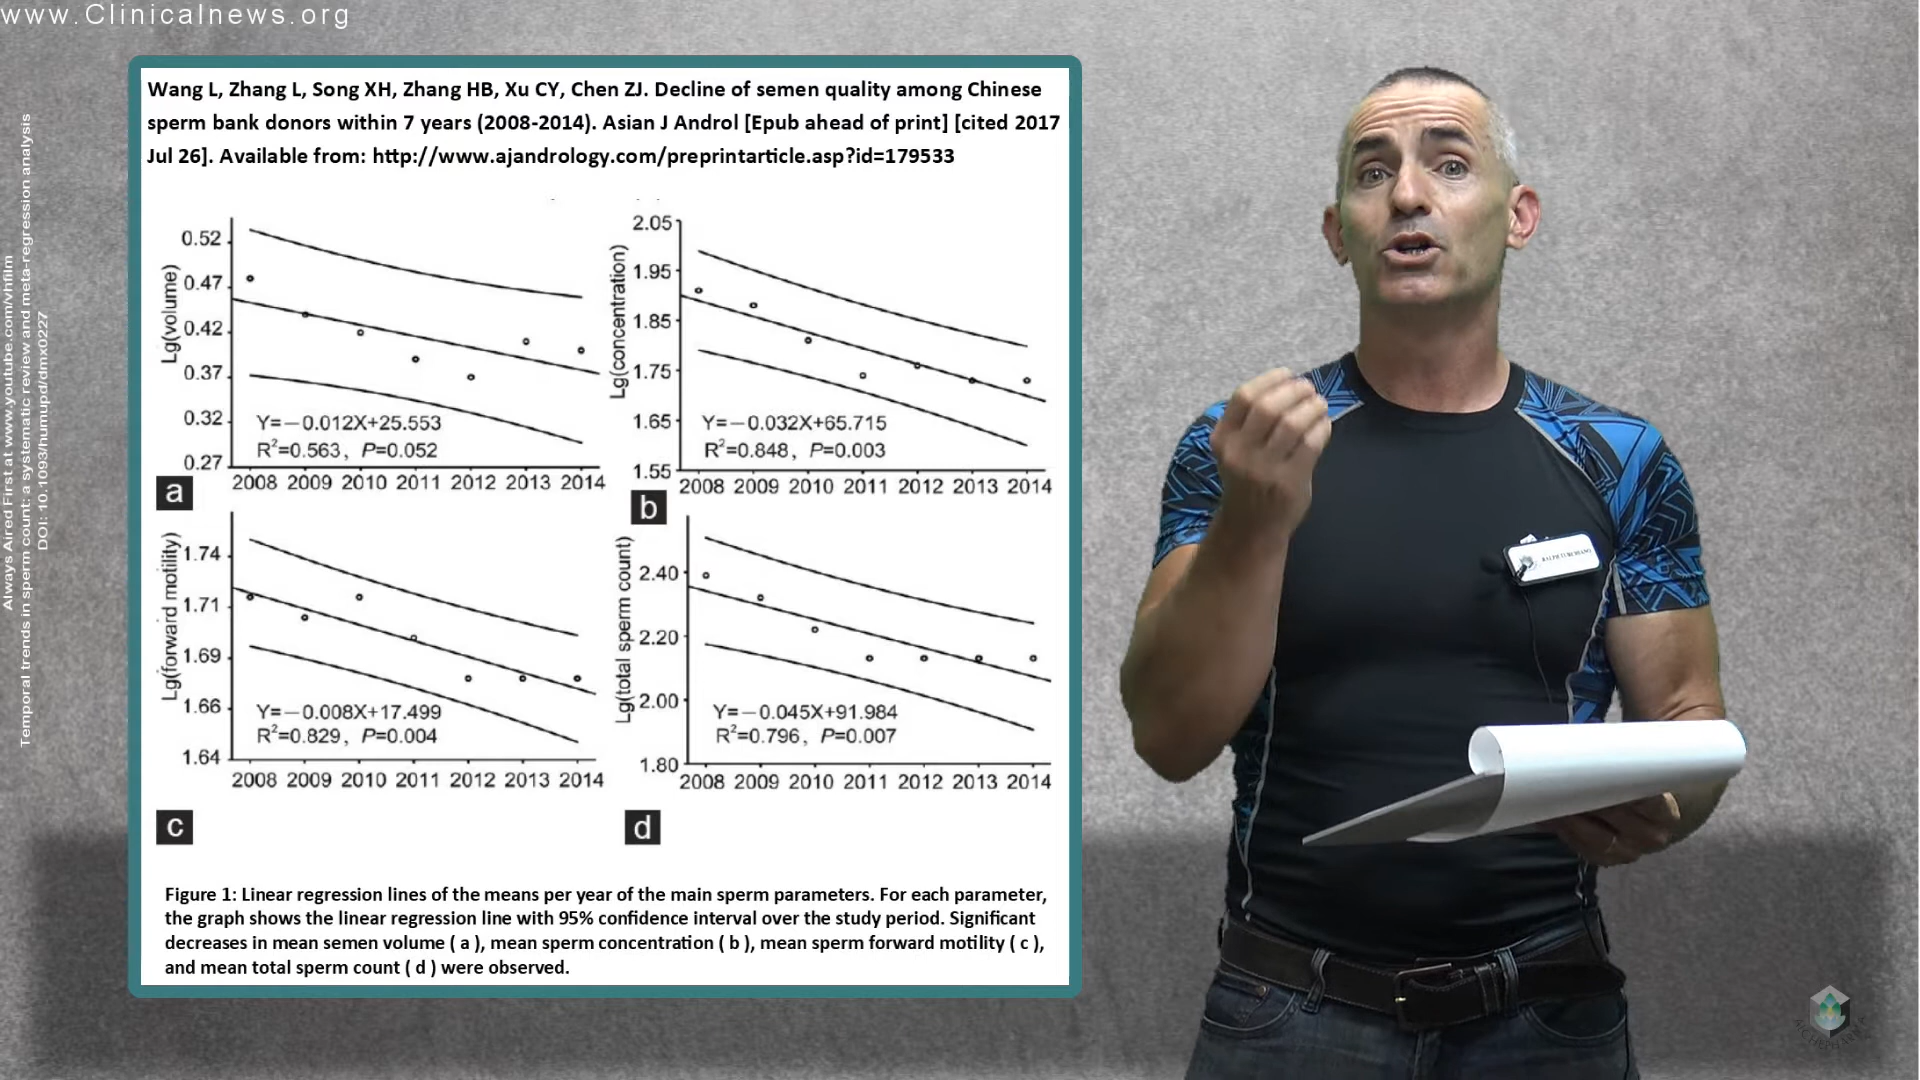 www.Clinicalnews.org
Always Aired First at www.youtube.com/vhfilm
Temporal trends in sperm count: a systematic review and meta-regression analysis
DOI: 10.1093/humupd/dmx0227
Wang L, Zhang L, Song XH, Zhang HB, Xu CY, Chen ZJ. Decline of semen quality among Chinese
sperm bank donors within 7 years (2008-2014). Asian J Androl [Epub ahead of print] [cited 2017
Jul 26]. Available from: http://www.ajandrology.com/preprintarticle.asp?id=179533
Lg(volume)
0.52
0.47
0.42
0.37
0.32
0.27
Y=−0.012X+25.553
R²=0.563, P=0.052
2008 2009 2010 2011 2012 2013 2014
a
Lg(concentration)
2.05
1.95
1.85
1.75
1.65
1.55
Y=−0.032X+65.715
R²=0.848, P=0.003
2008 2009 2010 2011 2012 2013 2014
b
Lg(forward motility)
1.74
1.71
1.69
1.66
1.64
Y=−0.008X+17.499
R²=0.829, P=0.004
2008 2009 2010 2011 2012 2013 2014
c
Lg(total sperm count)
2.40
2.20
2.00
1.80
Y=−0.045X+91.984
R²=0.796, P=0.007
2008 2009 2010 2011 2012 2013 2014
d
Figure 1: Linear regression lines of the means per year of the main sperm parameters. For each parameter,
the graph shows the linear regression line with 95% confidence interval over the study period. Significant
decreases in mean semen volume ( a ), mean sperm concentration ( b ), mean sperm forward motility ( c ),
and mean total sperm count ( d ) were observed.